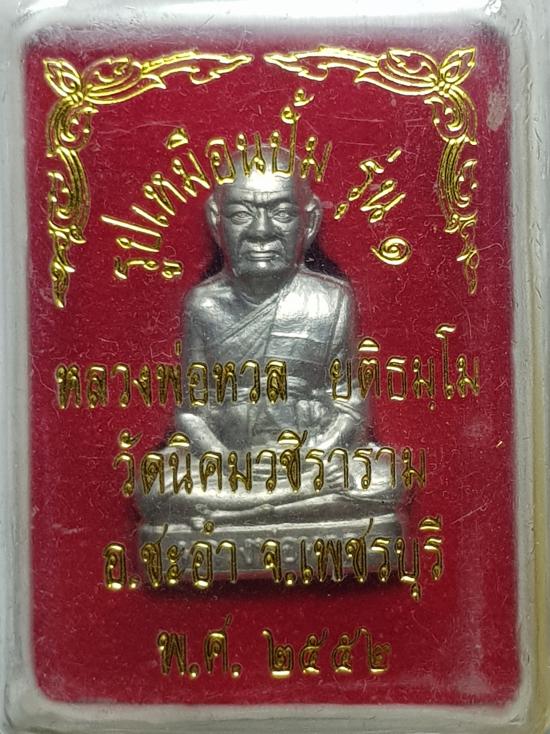 รูปเหมือนปั้ม รุ่น ๑
หลวงพ่อหวล ยติธมฺโม
วัดนิคมวชิราราม
อ.ชะอำ จ.เพชรบุรี
พ.ศ. ๒๕๕๒